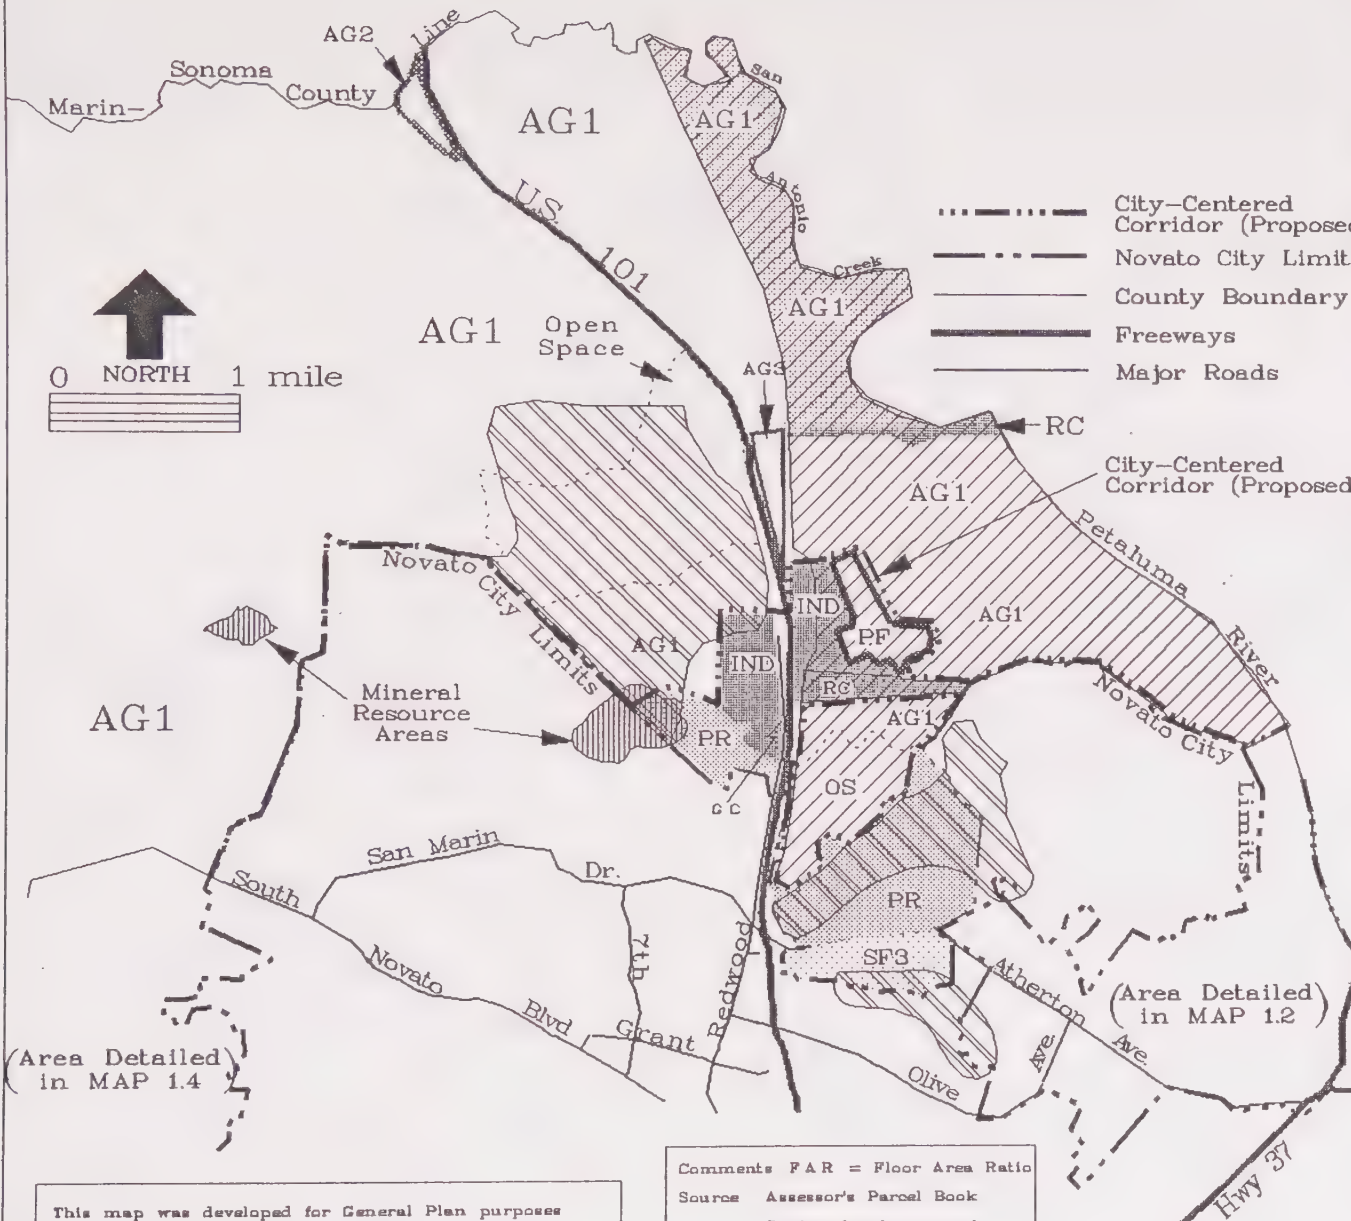 AG2
Line
Sonoma
Marin—
County
AG1
San
AG1
Antonio
Creek
U.S.
101
City—Centered
Corridor (Proposed
Novato City Limit
County Boundary
Freeways
Major Roads
AG1
AG1
Open
Space
NORTH
0 1 mile
AG3
RC
AG1
City—Centered
Corridor (Proposed
Petaluma
River
Novato
City
Limits
AG1
IND
PF
AG1
IND
RC
Mineral
Resource
Areas
AG1
PR
AG1
Novato City
Limits
OS
GC
San Marin
Dr.
South
Novato
Blvd
7th
Redwood
PR
SF3
Grant
Olive
Atherton
Ave.
Ave.
(Area Detailed)
in MAP 1.2
(Area Detailed)
in MAP 1.4
Hwy 37
Comments FAR = Floor Area Ratio
Source Assessor's Parcel Book
This map was developed for General Plan purposes